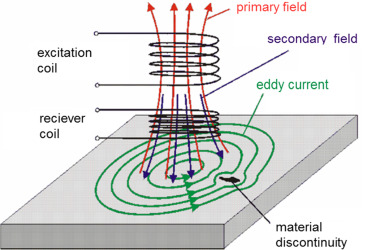 primary field
excitation
coil
secondary field
eddy current
reciever
coil
material
discontinuity